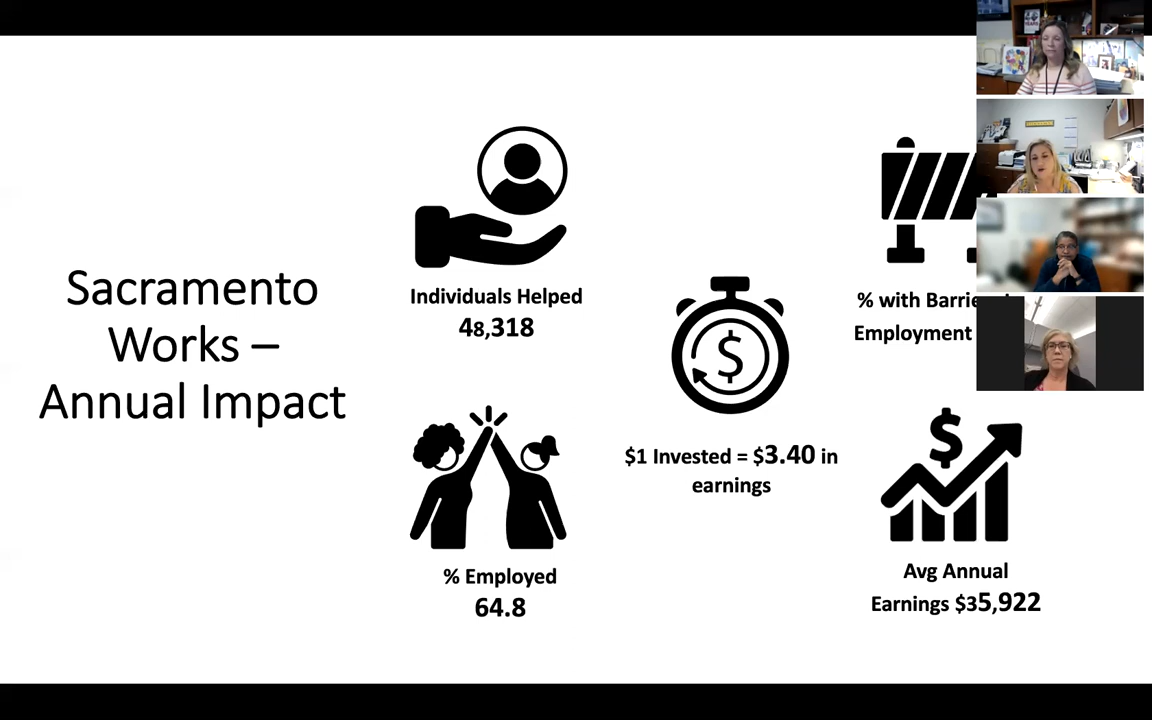 Sacramento
Works –
Annual Impact
Individuals Helped
48,318
% Employed
64.8
$
$1 Invested = $3.40 in
earnings
% with
Employment
$
Avg Annual
Earnings $35,922